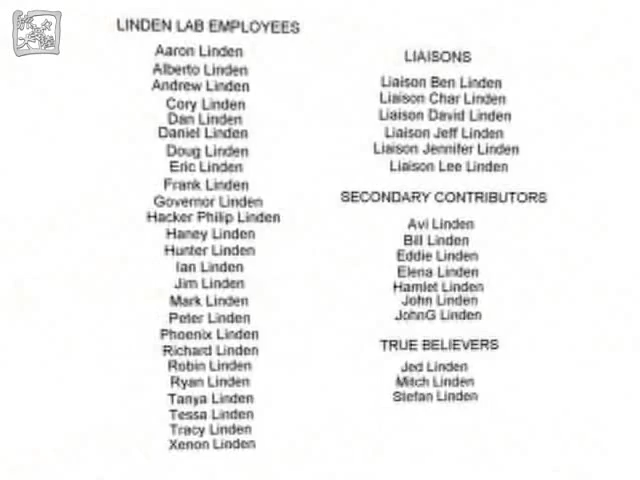 LINDEN LAB EMPLOYEES
Aaron Linden
Alberto Linden
Andrew Linden
Cory Linden
Dan Linden
Daniel Linden
Doug Linden
Eric Linden
Frank Linden
Governor Linden
Hacker Philip Linden
Haney Linden
Hunter Linden
Ian Linden
Jim Linden
Mark Linden
Peter Linden
Phoenix Linden
Richard Linden
Robin Linden
Ryan Linden
Tanya Linden
Tessa Linden
Tracy Linden
Xenon Linden
LIAISONS
Liaison Ben Linden
Liaison Char Linden
Liaison David Linden
Liaison Jeff Linden
Liaison Jennifer Linden
Liaison Lee Linden
SECONDARY CONTRIBUTORS
Avi Linden
Bill Linden
Eddie Linden
Elena Linden
Hamlet Linden
John Linden
JohnG Linden
TRUE BELIEVERS
Jed Linden
Mitch Linden
Stefan Linden